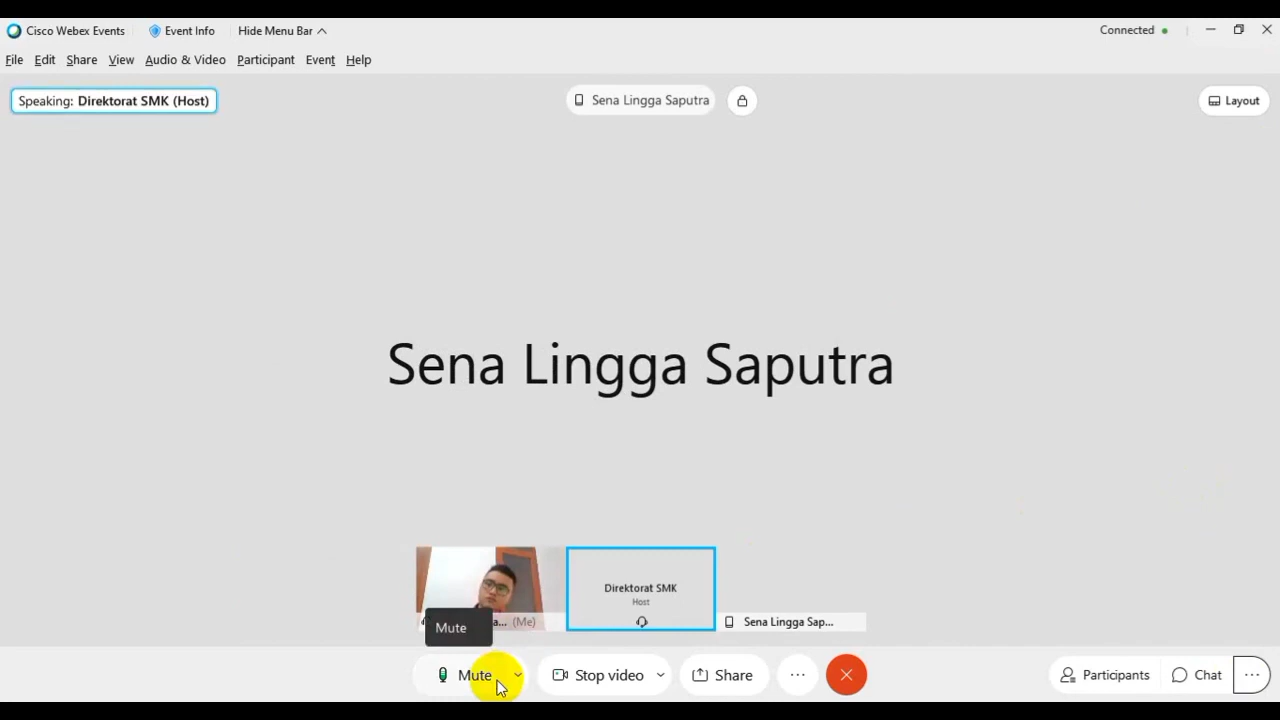 Cisco Webex Events Event Info Hide Menu Bar Connected
File Edit Share View Audio & Video Participant Event Help
Speaking: Direktorat SMK (Host) Sena Lingga Saputra Layout
Sena Lingga Saputra
Direktorat SMK
Host
a... (Me) Sena Lingga Sap...
Mute
Mute Stop video Share ... Participants Chat ...